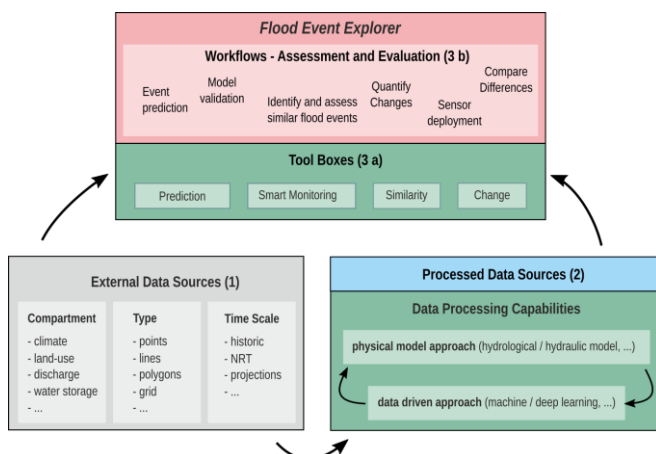 Flood Event Explorer
Workflows - Assessment and Evaluation (3 b)
Event
prediction
Model
validation
Identify and assess
similar flood events
Quantify
Changes
Sensor
deployment
Compare
Differences
Tool Boxes (3 a)
Prediction
Smart Monitoring
Similarity
Change
External Data Sources (1)
Compartment
- climate
- land-use
- discharge
- water storage
- ...
Type
- points
- lines
- polygons
- grid
- ...
Time Scale
- historic
- NRT
- projections
- ...
Processed Data Sources (2)
Data Processing Capabilities
physical model approach (hydrological / hydraulic model, ...)
data driven approach (machine / deep learning, ...)